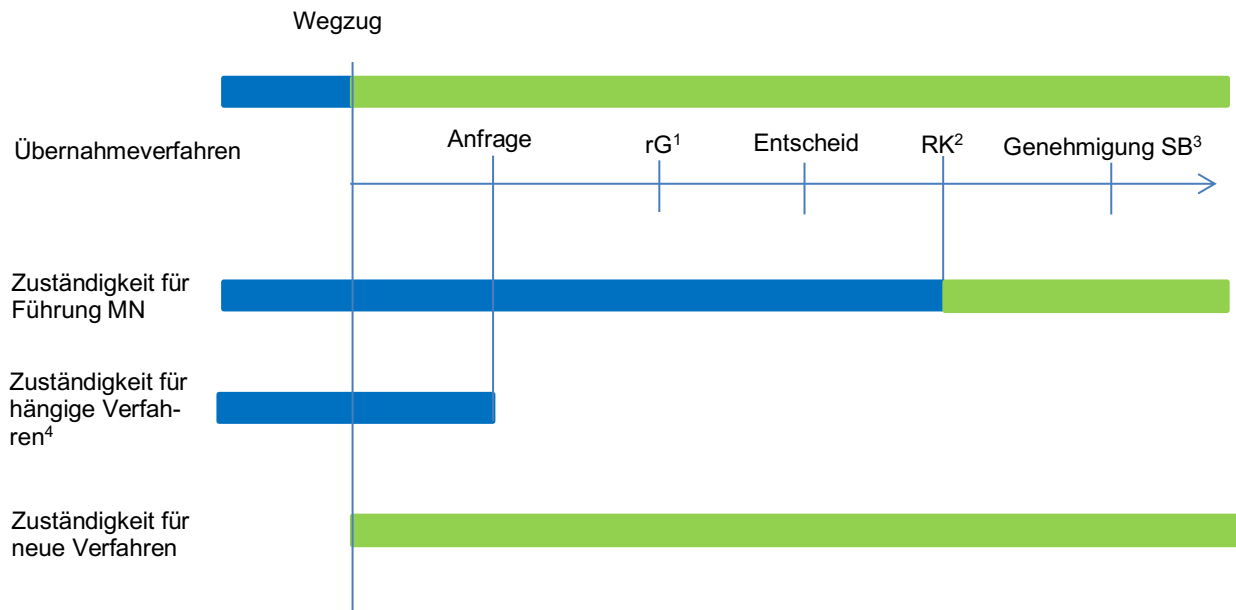 Wegzug
Übernahmeverfahren
Anfrage
rG¹
Entscheid
RK²
Genehmigung SB³
Zuständigkeit für
Führung MN
Zuständigkeit für
hängige Verfah-
ren⁴
Zuständigkeit für
neue Verfahren